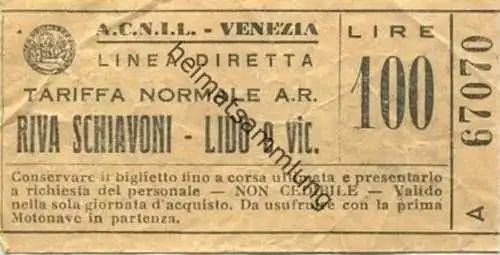 A.C.N.I.L. - VENEZIA
LINEA DIRETTA
TARIFFA NORMALE A.R.
RIVA SCHIAVONI - LIDO o vic.
Conservare il biglietto fino a corsa ultimata e presentarlo
a richiesta del personale — NON CEDIBILE — Valido
nella sola giornata d'acquisto. Da usufruire con la prima
Motonave in partenza.
LIRE
100
A 67070
heimatsammlung